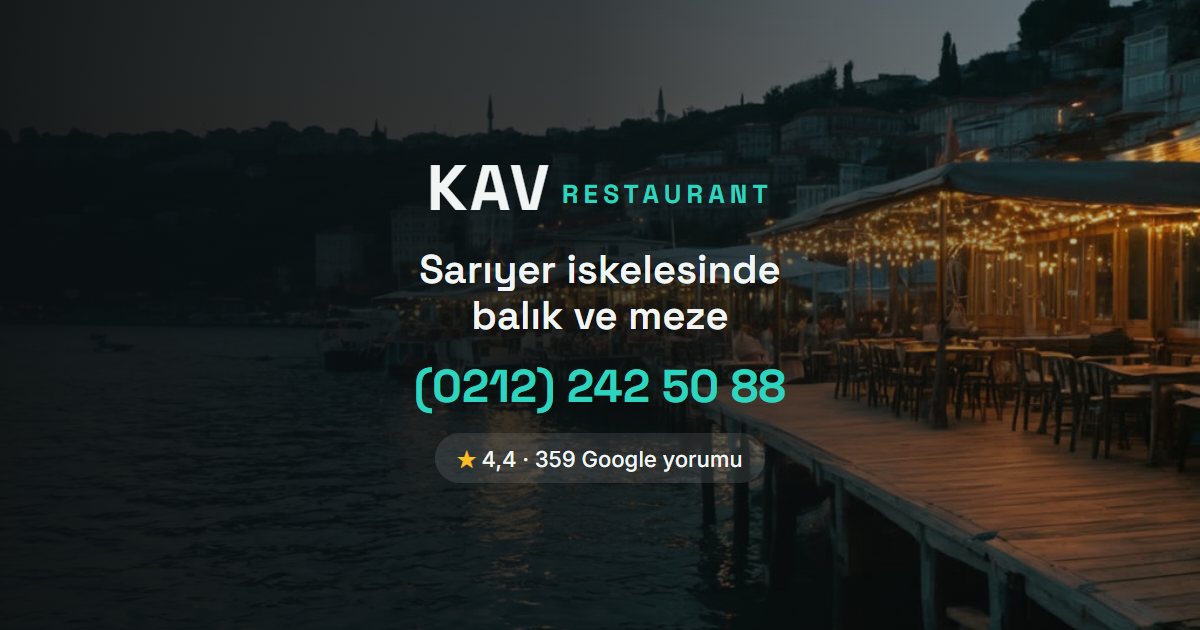 KAV RESTAURANT
Sarıyer iskelesinde
balık ve meze
(0212) 242 50 88
★ 4,4 · 359 Google yorumu